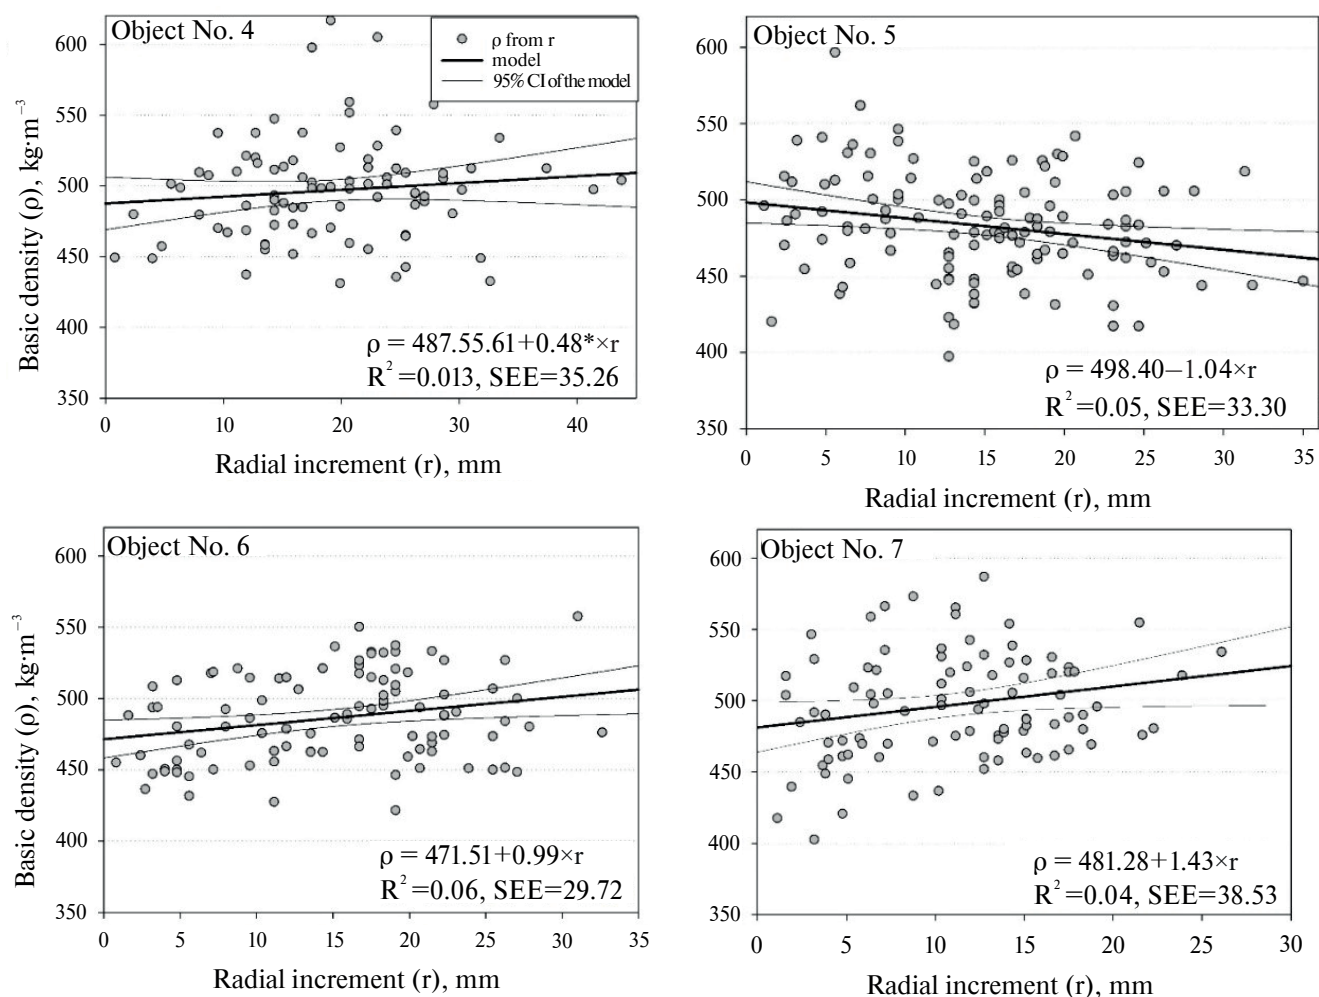 Object No. 4
ρ from r
model
95% CI of the model
600
550
500
450
400
350
0 10 20 30 40
Basic density (ρ), kg·m⁻³
Radial increment (r), mm
ρ = 487.55.61+0.48*×r
R² =0.013, SEE=35.26
Object No. 5
600
550
500
450
400
350
0 5 10 15 20 25 30 35
Radial increment (r), mm
ρ = 498.40–1.04×r
R² =0.05, SEE=33.30
Object No. 6
600
550
500
450
400
350
0 5 10 15 20 25 30 35
Basic density (ρ), kg·m⁻³
Radial increment (r), mm
ρ = 471.51+0.99×r
R² =0.06, SEE=29.72
Object No. 7
600
550
500
450
400
350
0 5 10 15 20 25 30
Radial increment (r), mm
ρ = 481.28+1.43×r
R² =0.04, SEE=38.53